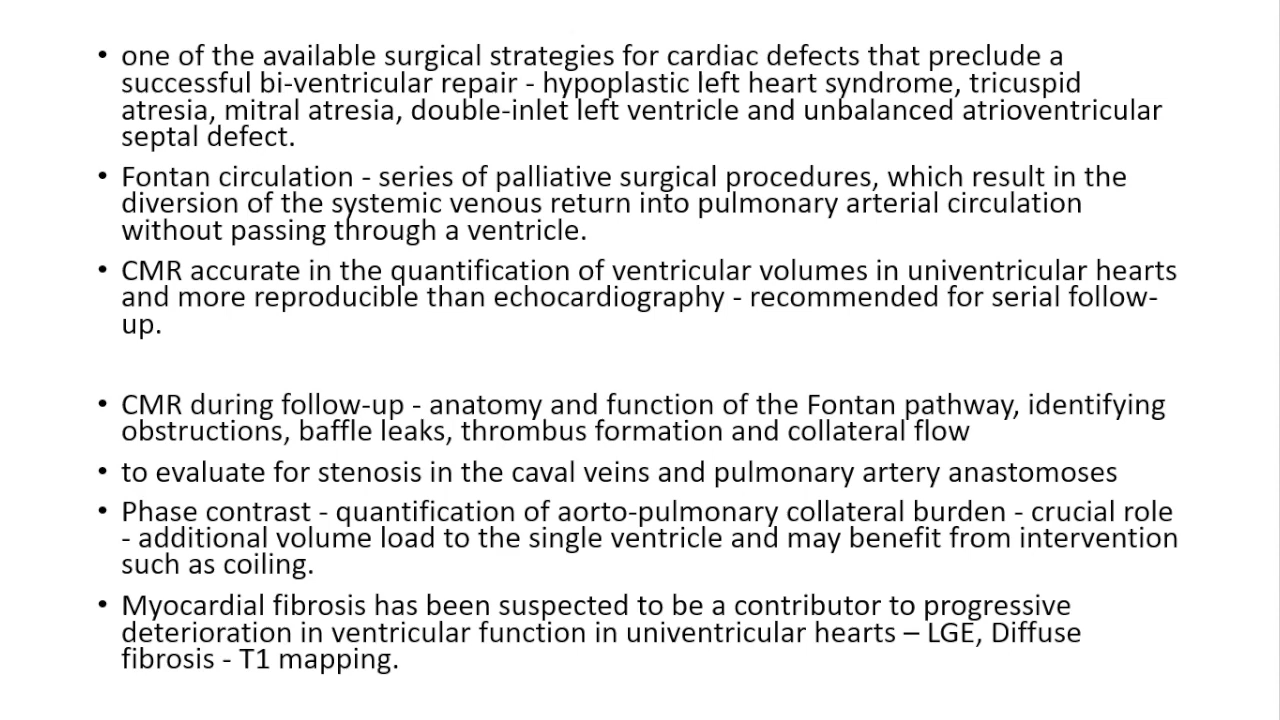 • one of the available surgical strategies for cardiac defects that preclude a
successful bi-ventricular repair - hypoplastic left heart syndrome, tricuspid
atresia, mitral atresia, double-inlet left ventricle and unbalanced atrioventricular
septal defect.
• Fontan circulation - series of palliative surgical procedures, which result in the
diversion of the systemic venous return into pulmonary arterial circulation
without passing through a ventricle.
• CMR accurate in the quantification of ventricular volumes in univentricular hearts
and more reproducible than echocardiography - recommended for serial follow-
up.
• CMR during follow-up - anatomy and function of the Fontan pathway, identifying
obstructions, baffle leaks, thrombus formation and collateral flow
• to evaluate for stenosis in the caval veins and pulmonary artery anastomoses
• Phase contrast - quantification of aorto-pulmonary collateral burden - crucial role
- additional volume load to the single ventricle and may benefit from intervention
such as coiling.
• Myocardial fibrosis has been suspected to be a contributor to progressive
deterioration in ventricular function in univentricular hearts – LGE, Diffuse
fibrosis - T1 mapping.